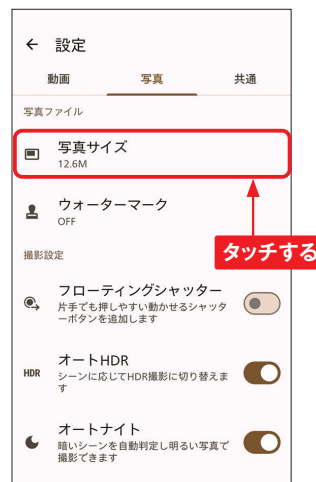 ← 設定
動画 写真 共通
写真ファイル
写真サイズ
12.6M
ウォーターマーク
OFF
タッチする
撮影設定
フローティングシャッター
片手でも押しやすい動かせるシャッタ
ーボタンを追加します
HDR
オートHDR
シーンに応じてHDR撮影に切り替えま
す
オートナイト
暗いシーンを自動判定し明るい写真で
撮影できます